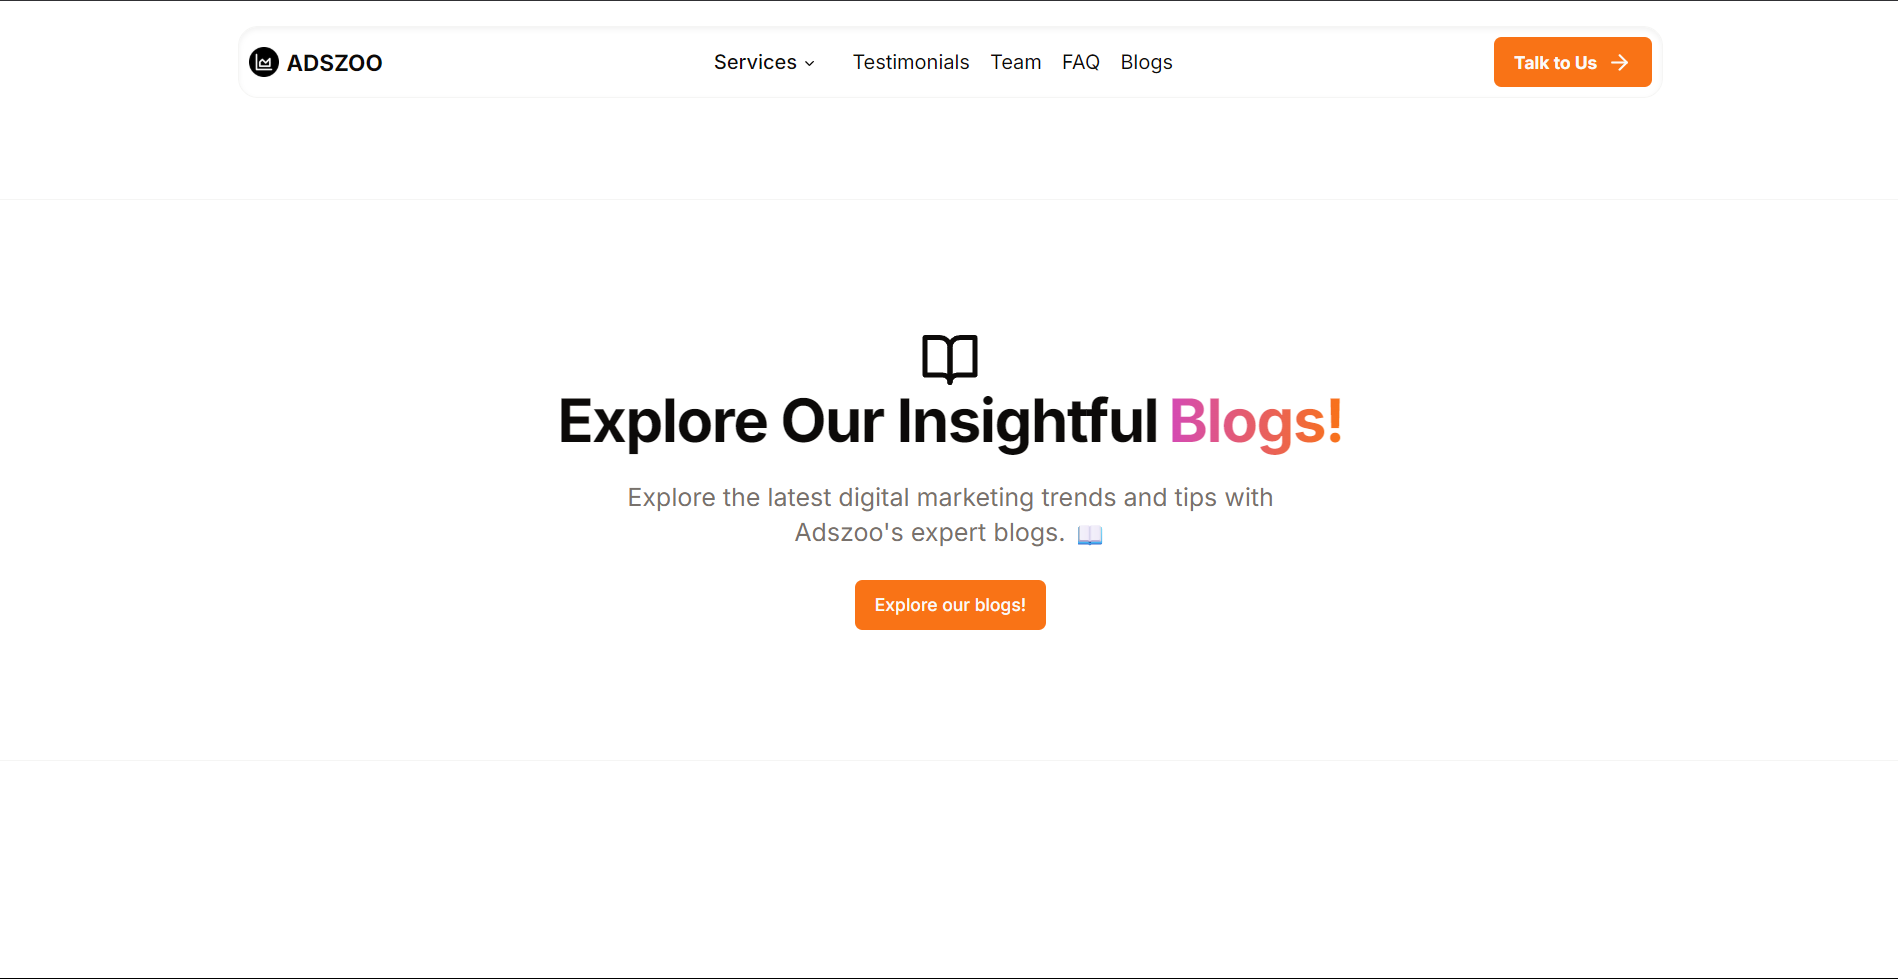 ADSZOO
Services
Testimonials
Team
FAQ
Blogs
Talk to Us
Explore Our Insightful Blogs!
Explore the latest digital marketing trends and tips with
Adszoo's expert blogs. 📖
Explore our blogs!